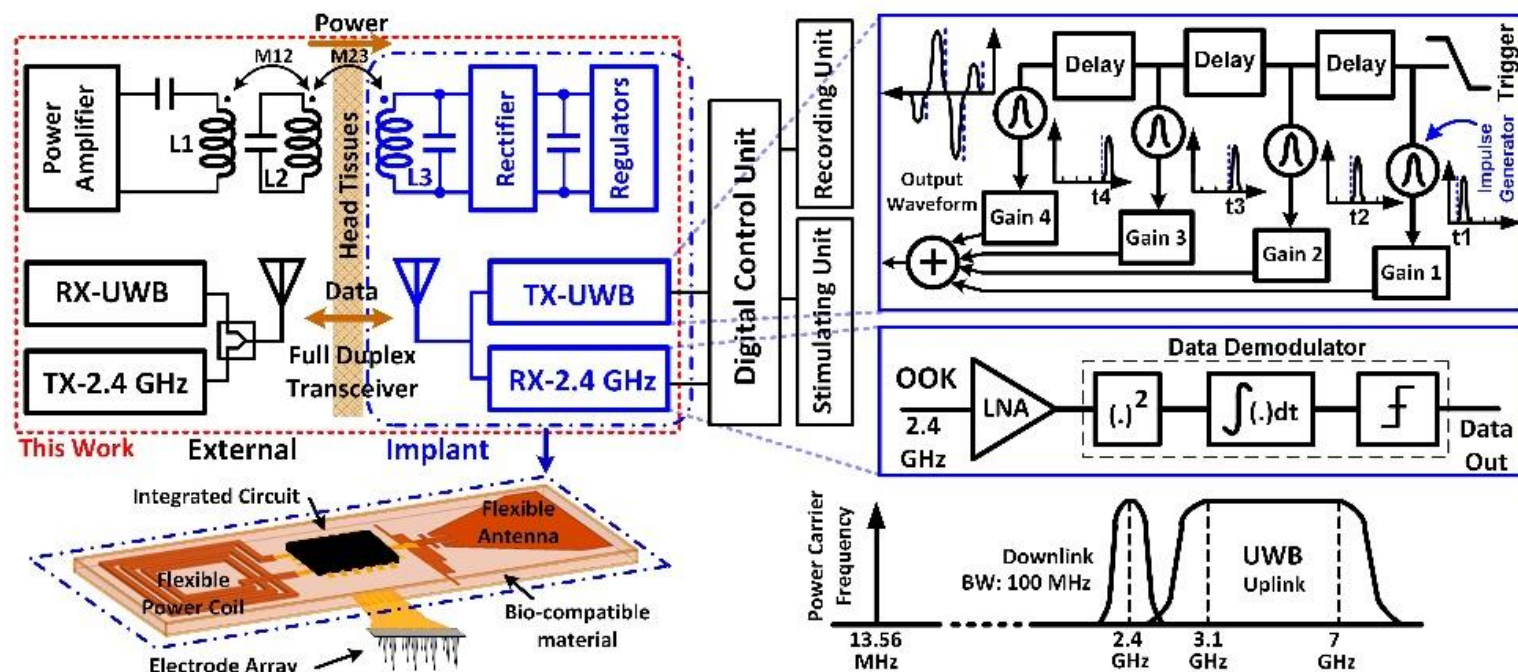 Power
M12
M23
Power
Amplifier
L1
L2
Head Tissues
L3
Rectifier
Regulators
RX-UWB
TX-2.4 GHz
Data
Full Duplex
Transceiver
TX-UWB
RX-2.4 GHz
This Work
External
Implant
Digital Control Unit
Recording Unit
Stimulating Unit
Delay
Delay
Delay
Trigger
Impulse
Generator
Output
Waveform
t4
t3
t2
t1
Gain 4
Gain 3
Gain 2
Gain 1
+
Data Demodulator
OOK
2.4
GHz
LNA
(.)²
∫(.)dt
Data
Out
Integrated Circuit
Flexible
Antenna
Flexible
Power Coil
Bio-compatible
material
Electrode Array
Power Carrier
Frequency
Downlink
BW: 100 MHz
UWB
Uplink
13.56
MHz
2.4
GHz
3.1
GHz
7
GHz